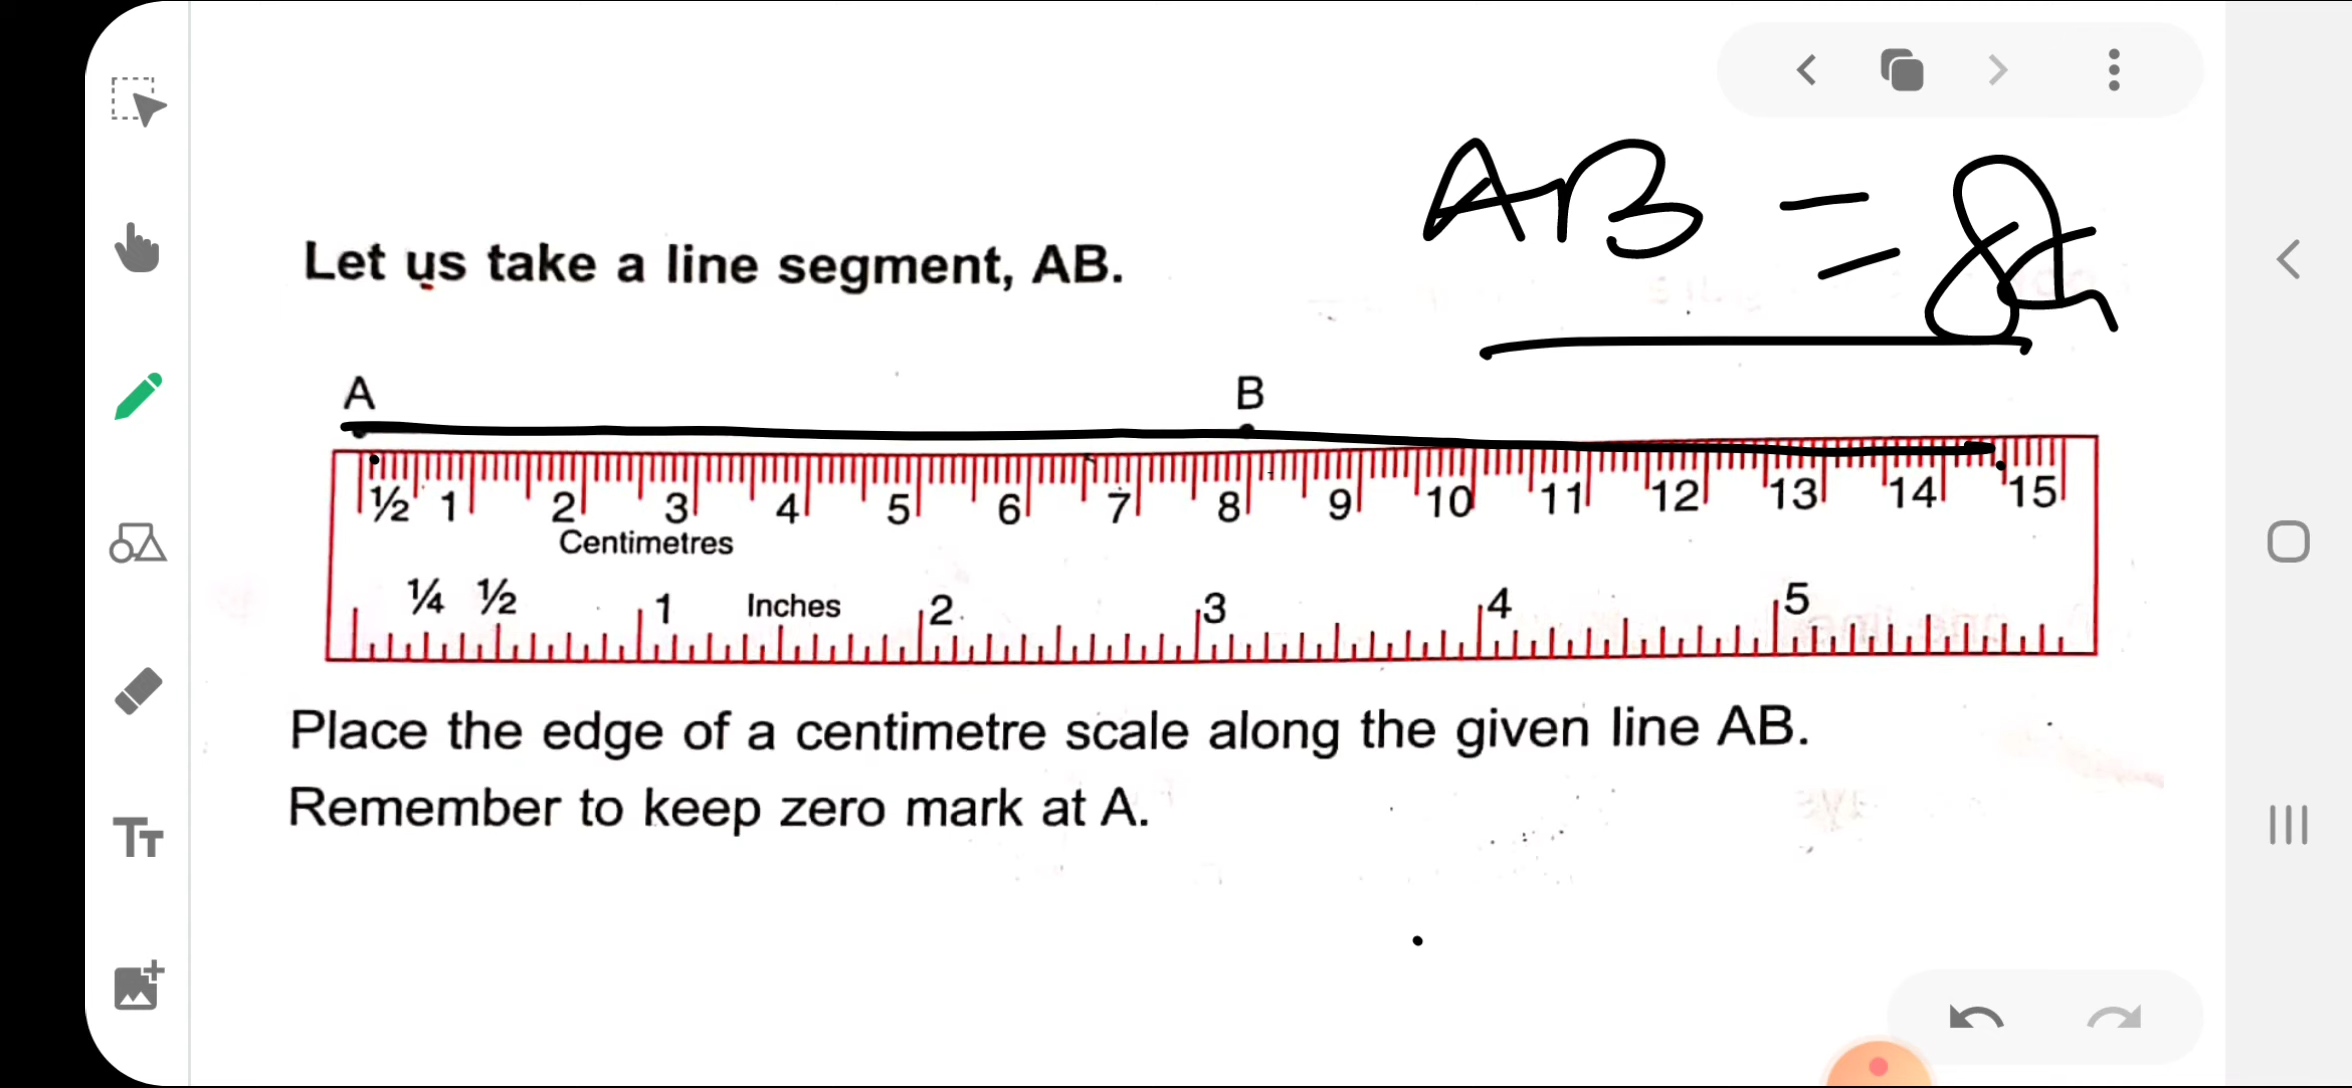 AB = 8
Let us take a line segment, AB.
A B
½ 1 2 3 4 5 6 7 8 9 10 11 12 13 14 15
Centimetres
¼ ½ 1 Inches 2 3 4 5
Place the edge of a centimetre scale along the given line AB.
Remember to keep zero mark at A.
TT